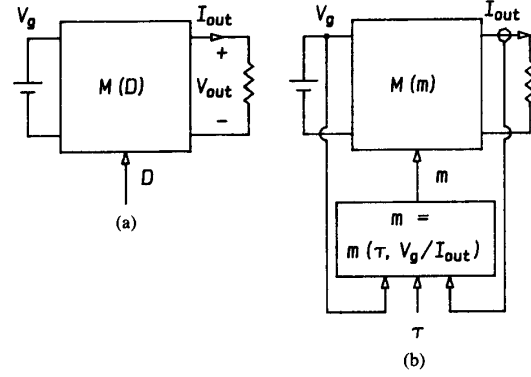 V_g
I_out
M(D)
+
V_out
-
D
(a)
V_g
I_out
M(m)
m
m =
m(τ, V_g/I_out)
τ
(b)